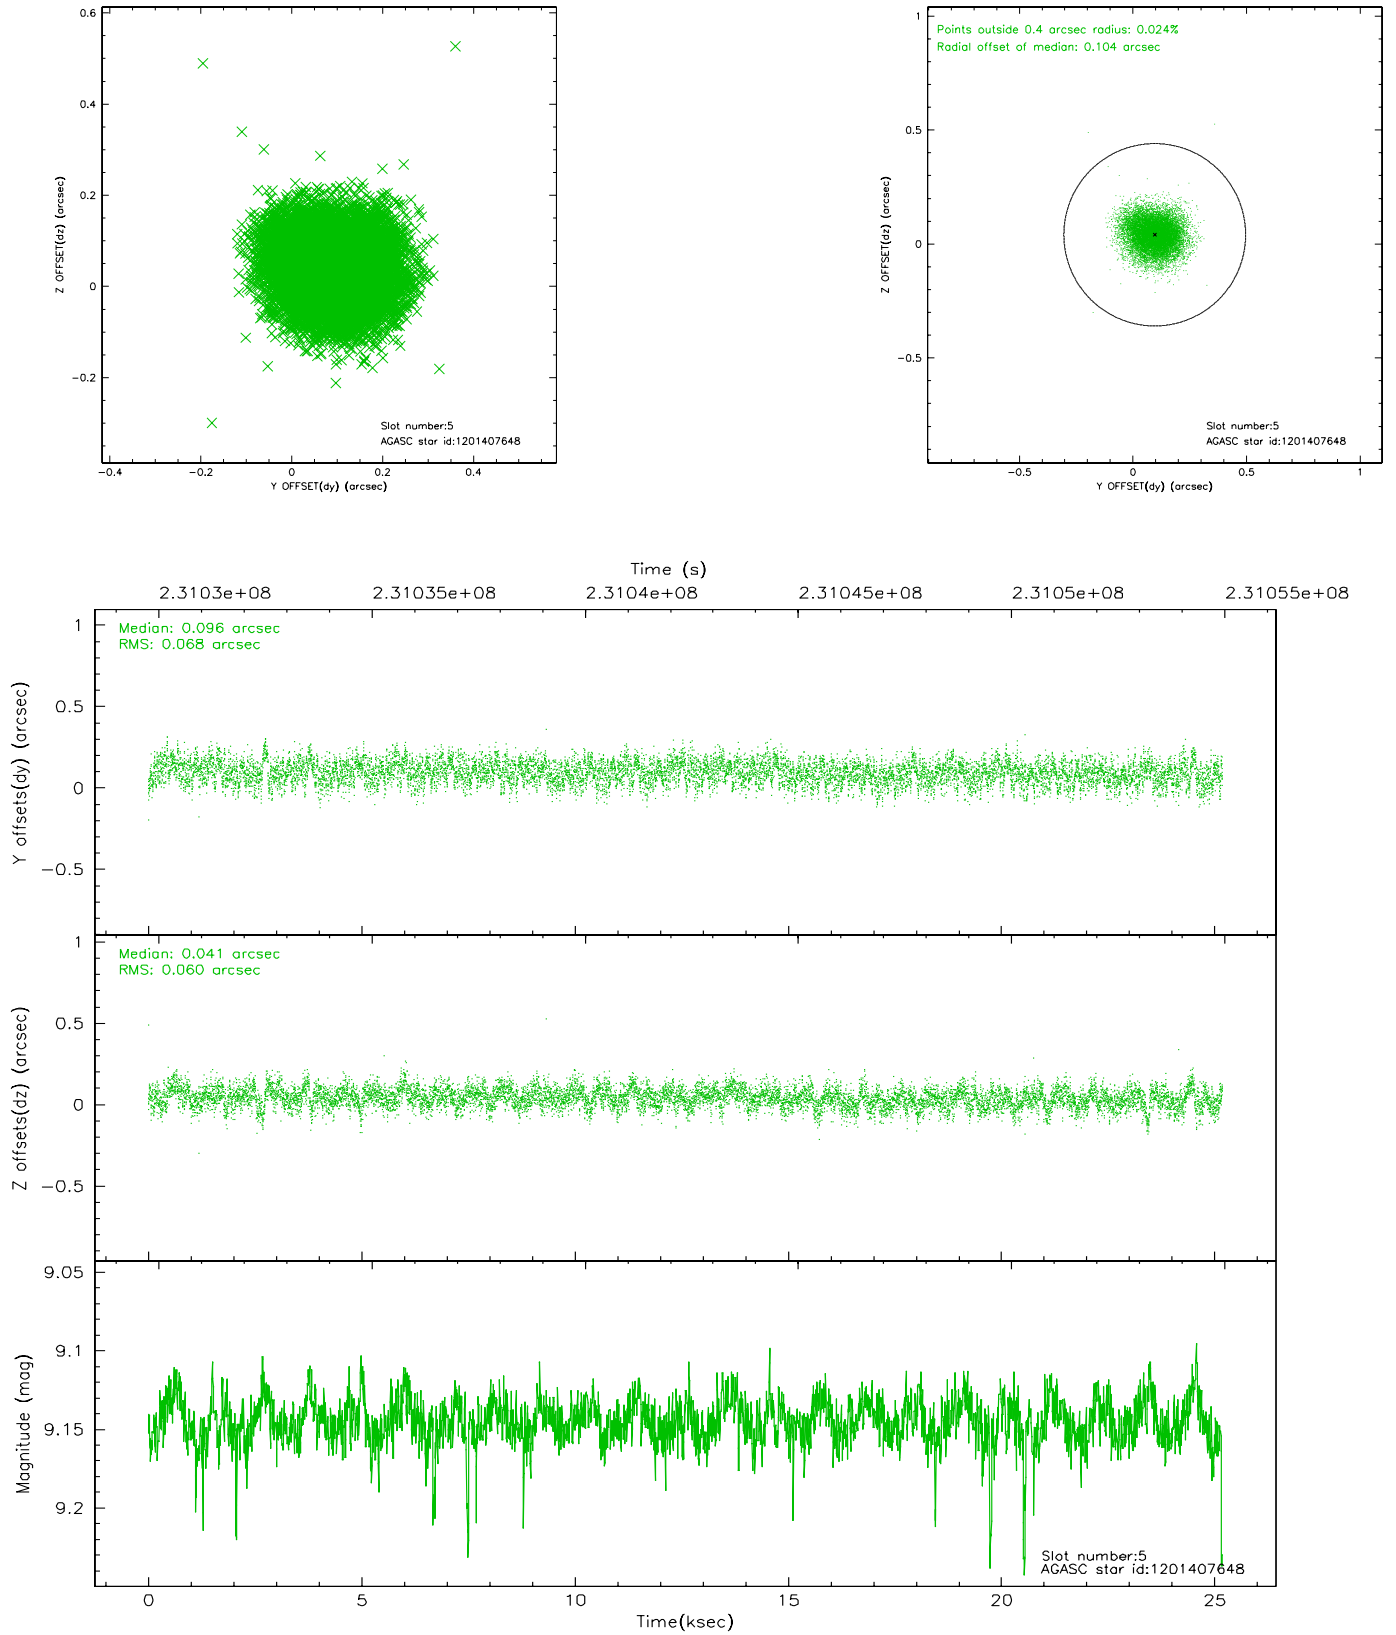 0.6
0.4
0.2
0
-0.2
-0.4
-0.2
0
0.2
0.4
Z OFFSET(dz) (arcsec)
Y OFFSET(dy) (arcsec)
Slot number:5
AGASC star id:1201407648
Points outside 0.4 arcsec radius: 0.024%
Radial offset of median: 0.104 arcsec
1
0.5
0
-0.5
-0.5
0
0.5
1
Z OFFSET(dz) (arcsec)
Y OFFSET(dy) (arcsec)
Slot number:5
AGASC star id:1201407648
Time (s)
2.3103e+08
2.31035e+08
2.3104e+08
2.31045e+08
2.3105e+08
2.31055e+08
Median: 0.096 arcsec
RMS: 0.068 arcsec
1
0.5
0
-0.5
Y offsets(dy) (arcsec)
Median: 0.041 arcsec
RMS: 0.060 arcsec
1
0.5
0
-0.5
Z offsets(dz) (arcsec)
9.05
9.1
9.15
9.2
Magnitude (mag)
Slot number:5
AGASC star id:1201407648
0
5
10
15
20
25
Time(ksec)